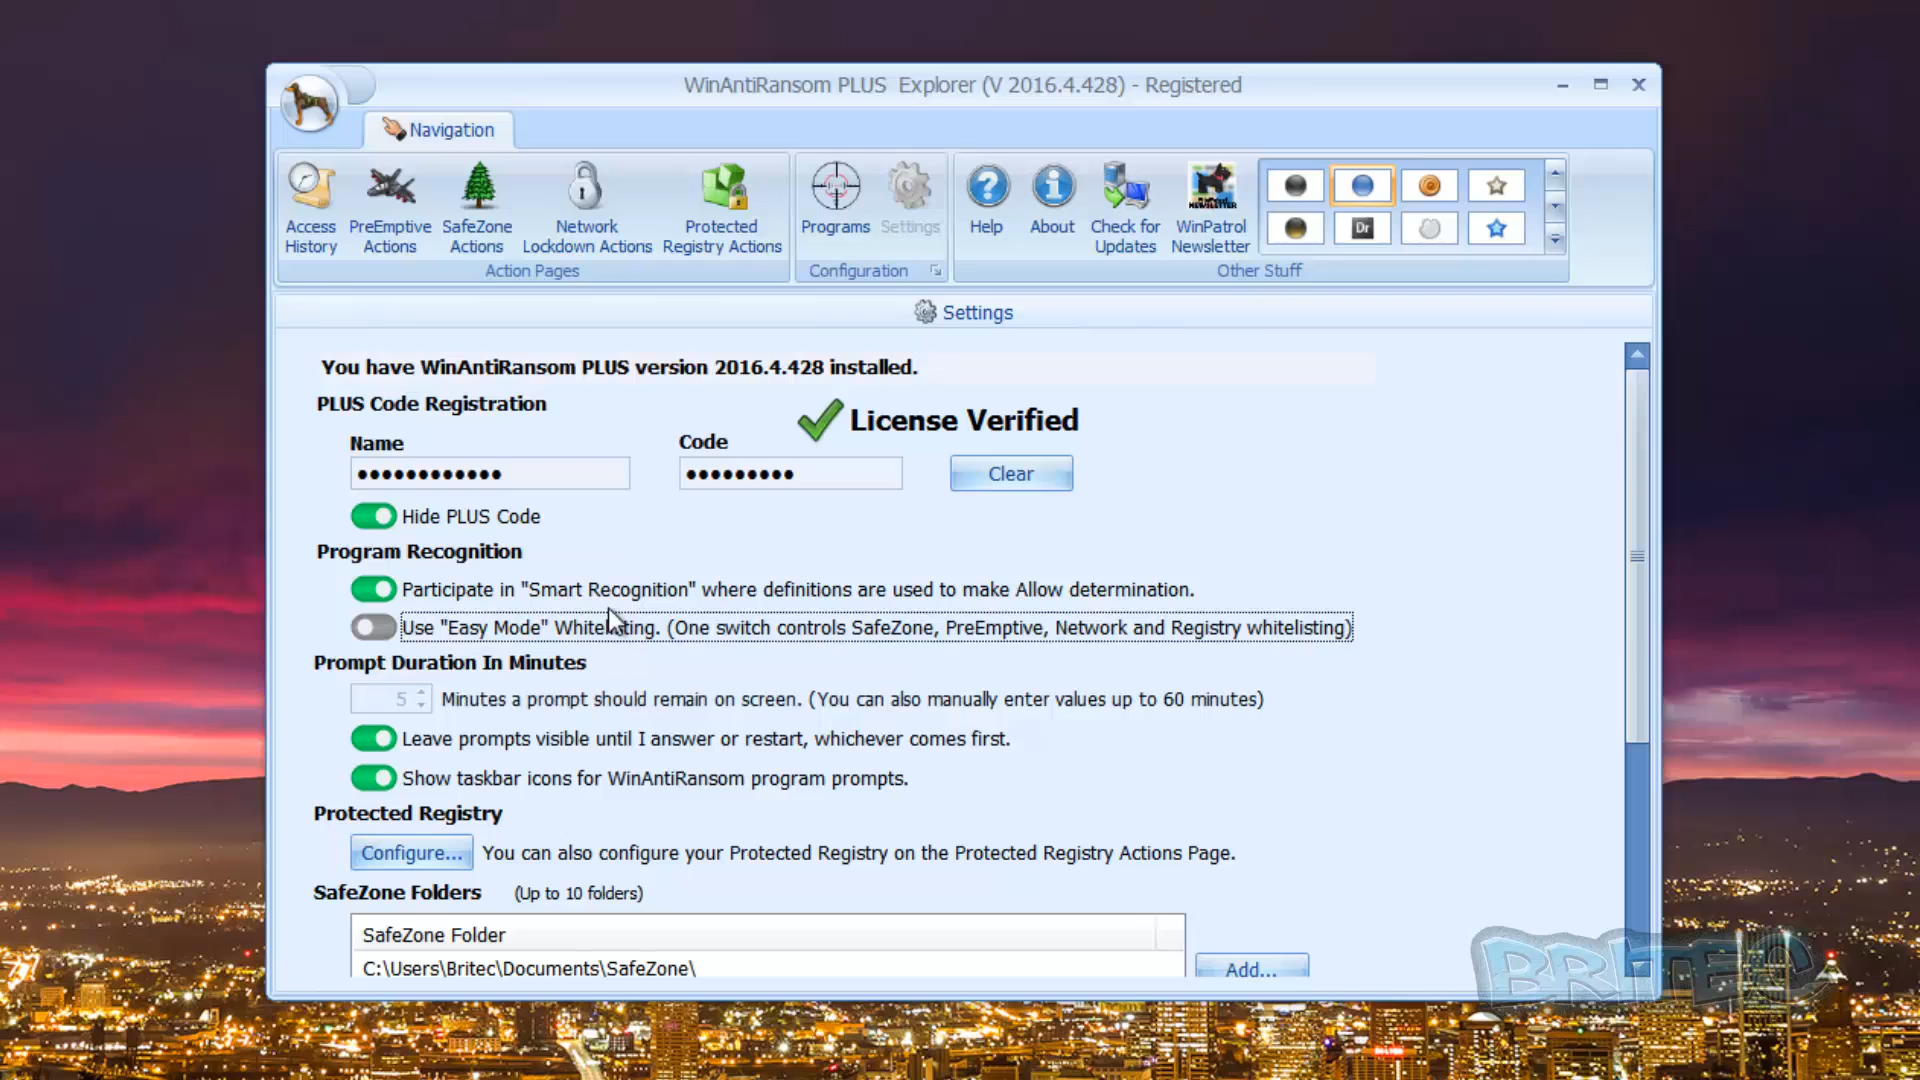 WinAntiRansom PLUS Explorer (V 2016.4.428) - Registered
Navigation
Access History
PreEmptive Actions
SafeZone Actions
Network Lockdown Actions
Protected Registry Actions
Programs
Settings
Help
About
Check for Updates
NEWSLETTER
WinPatrol Newsletter
Dr
Action Pages
Configuration
Other Stuff
Settings
You have WinAntiRansom PLUS version 2016.4.428 installed.
PLUS Code Registration
License Verified
Name
Code
Clear
Hide PLUS Code
Program Recognition
Participate in "Smart Recognition" where definitions are used to make Allow determination.
Use "Easy Mode" Whitelisting. (One switch controls SafeZone, PreEmptive, Network and Registry whitelisting)
Prompt Duration In Minutes
5 Minutes a prompt should remain on screen. (You can also manually enter values up to 60 minutes)
Leave prompts visible until I answer or restart, whichever comes first.
Show taskbar icons for WinAntiRansom program prompts.
Protected Registry
Configure... You can also configure your Protected Registry on the Protected Registry Actions Page.
SafeZone Folders (Up to 10 folders)
SafeZone Folder
C:\Users\Britec\Documents\SafeZone\
Add...
BRITEC